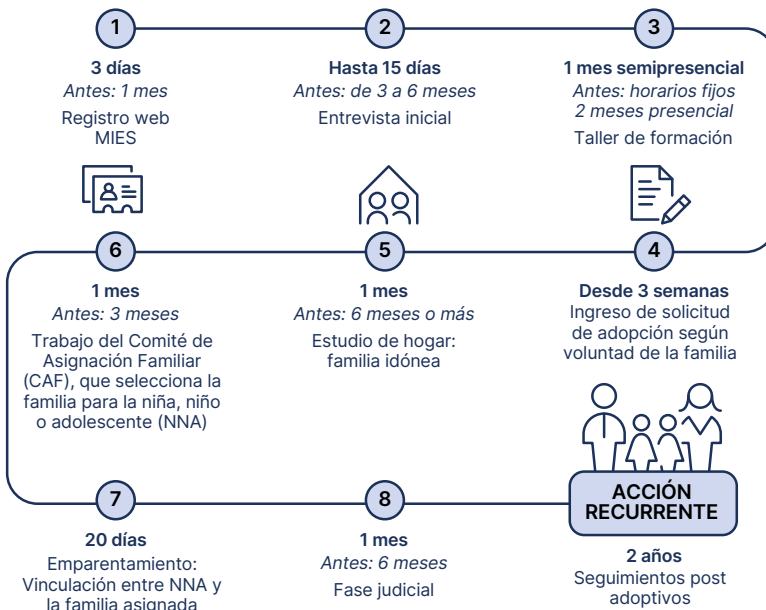 1
3 días
Antes: 1 mes
Registro web
MIES
2
Hasta 15 días
Antes: de 3 a 6 meses
Entrevista inicial
3
1 mes semipresencial
Antes: horarios fijos
2 meses presencial
Taller de formación
4
Desde 3 semanas
Ingreso de solicitud
de adopción según
voluntad de la familia
5
1 mes
Antes: 6 meses o más
Estudio de hogar:
familia idónea
6
1 mes
Antes: 3 meses
Trabajo del Comité de
Asignación Familiar
(CAF), que selecciona la
familia para la niña, niño
o adolescente (NNA)
7
20 días
Emparentamiento:
Vinculación entre NNA y
la familia asignada
8
1 mes
Antes: 6 meses
Fase judicial
ACCIÓN
RECURRENTE
2 años
Seguimientos post
adoptivos